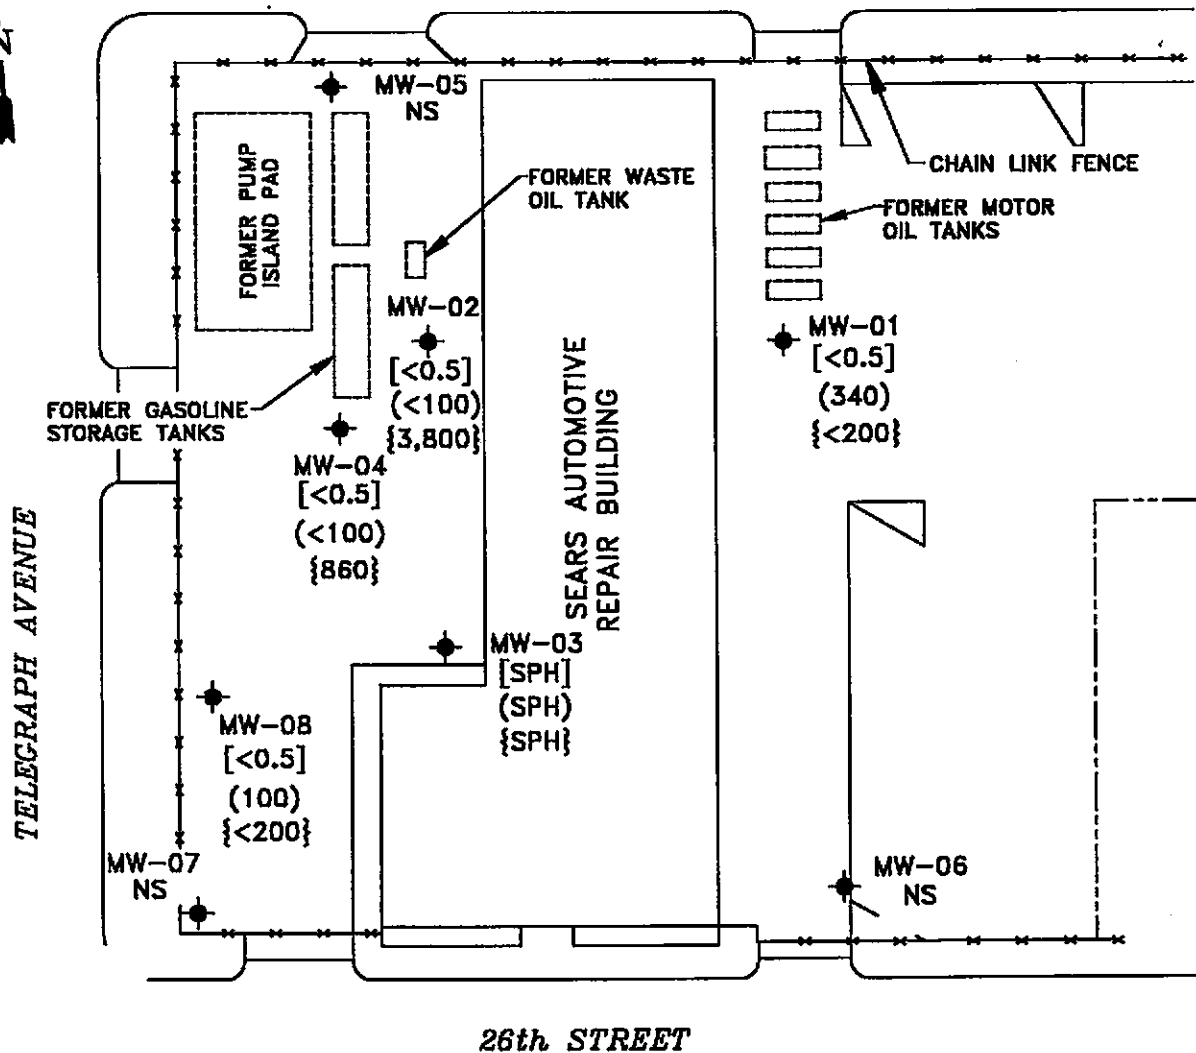 N
MW-05
NS
CHAIN LINK FENCE
FORMER WASTE
OIL TANK
FORMER MOTOR
OIL TANKS
FORMER PUMP
ISLAND PAD
MW-02
[<0.5]
(<100)
{3,800}
MW-01
[<0.5]
(340)
{<200}
FORMER GASOLINE
STORAGE TANKS
MW-04
[<0.5]
(<100)
{860}
SEARS AUTOMOTIVE
REPAIR BUILDING
TELEGRAPH AVENUE
MW-03
[SPH]
(SPH)
{SPH}
MW-08
[<0.5]
(100)
{<200}
MW-07
NS
MW-06
NS
26th STREET